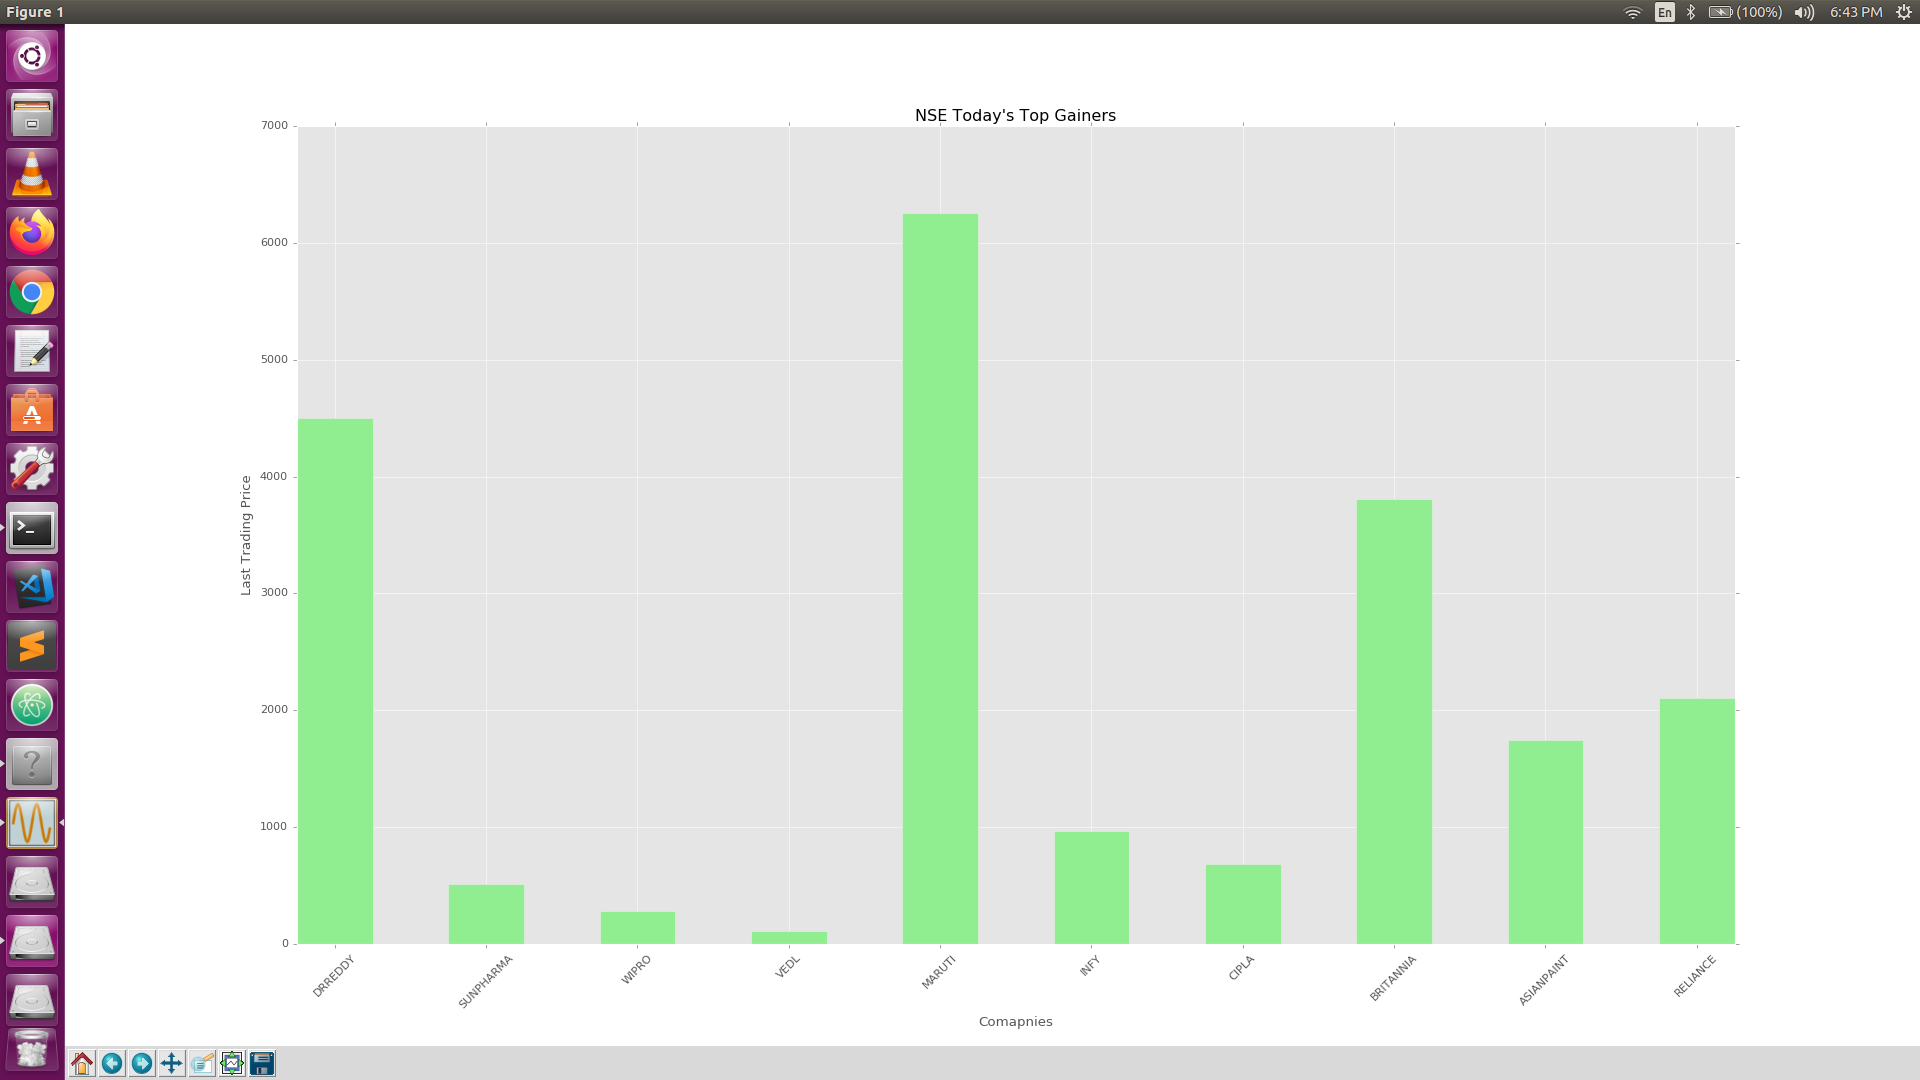 Figure 1
En
(100%)
6:43 PM
NSE Today's Top Gainers
7000
6000
5000
4000
3000
2000
1000
0
Last Trading Price
DRREDDY
SUNPHARMA
WIPRO
VEDL
MARUTI
INFY
CIPLA
BRITANNIA
ASIANPAINT
RELIANCE
Comapnies